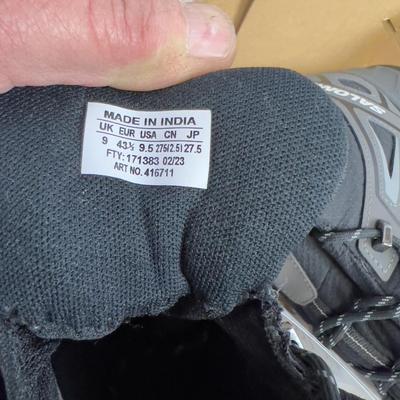 MADE IN INDIA
UK EUR USA CN JP
9 43⅓ 9.5 275(2.5) 27.5
FTY: 171383 02/23
ART NO. 416711
SALOMON